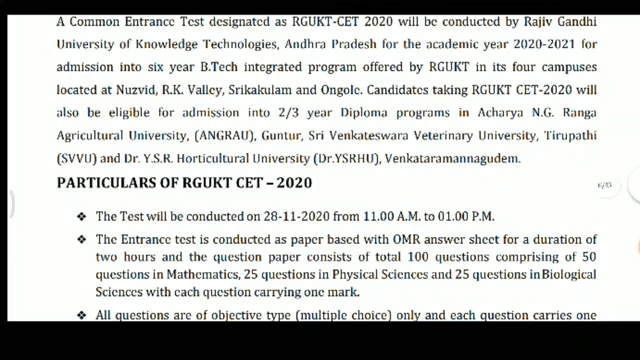 A Common Entrance Test designated as RGUKT-CET 2020 will be conducted by Rajiv Gandhi
University of Knowledge Technologies, Andhra Pradesh for the academic year 2020-2021 for
admission into six year B.Tech integrated program offered by RGUKT in its four campuses
located at Nuzvid, R.K. Valley, Srikakulam and Ongole. Candidates taking RGUKT CET-2020 will
also be eligible for admission into 2/3 year Diploma programs in Acharya N.G. Ranga
Agricultural University, (ANGRAU), Guntur, Sri Venkateswara Veterinary University, Tirupathi
(SVVU) and Dr. Y.S.R. Horticultural University (Dr.YSRHU), Venkataramannagudem.
PARTICULARS OF RGUKT CET – 2020
6/13
❖ The Test will be conducted on 28-11-2020 from 11.00 A.M. to 01.00 P.M.
❖ The Entrance test is conducted as paper based with OMR answer sheet for a duration of
two hours and the question paper consists of total 100 questions comprising of 50
questions in Mathematics, 25 questions in Physical Sciences and 25 questions in Biological
Sciences with each question carrying one mark.
❖ All questions are of objective type (multiple choice) only and each question carries one